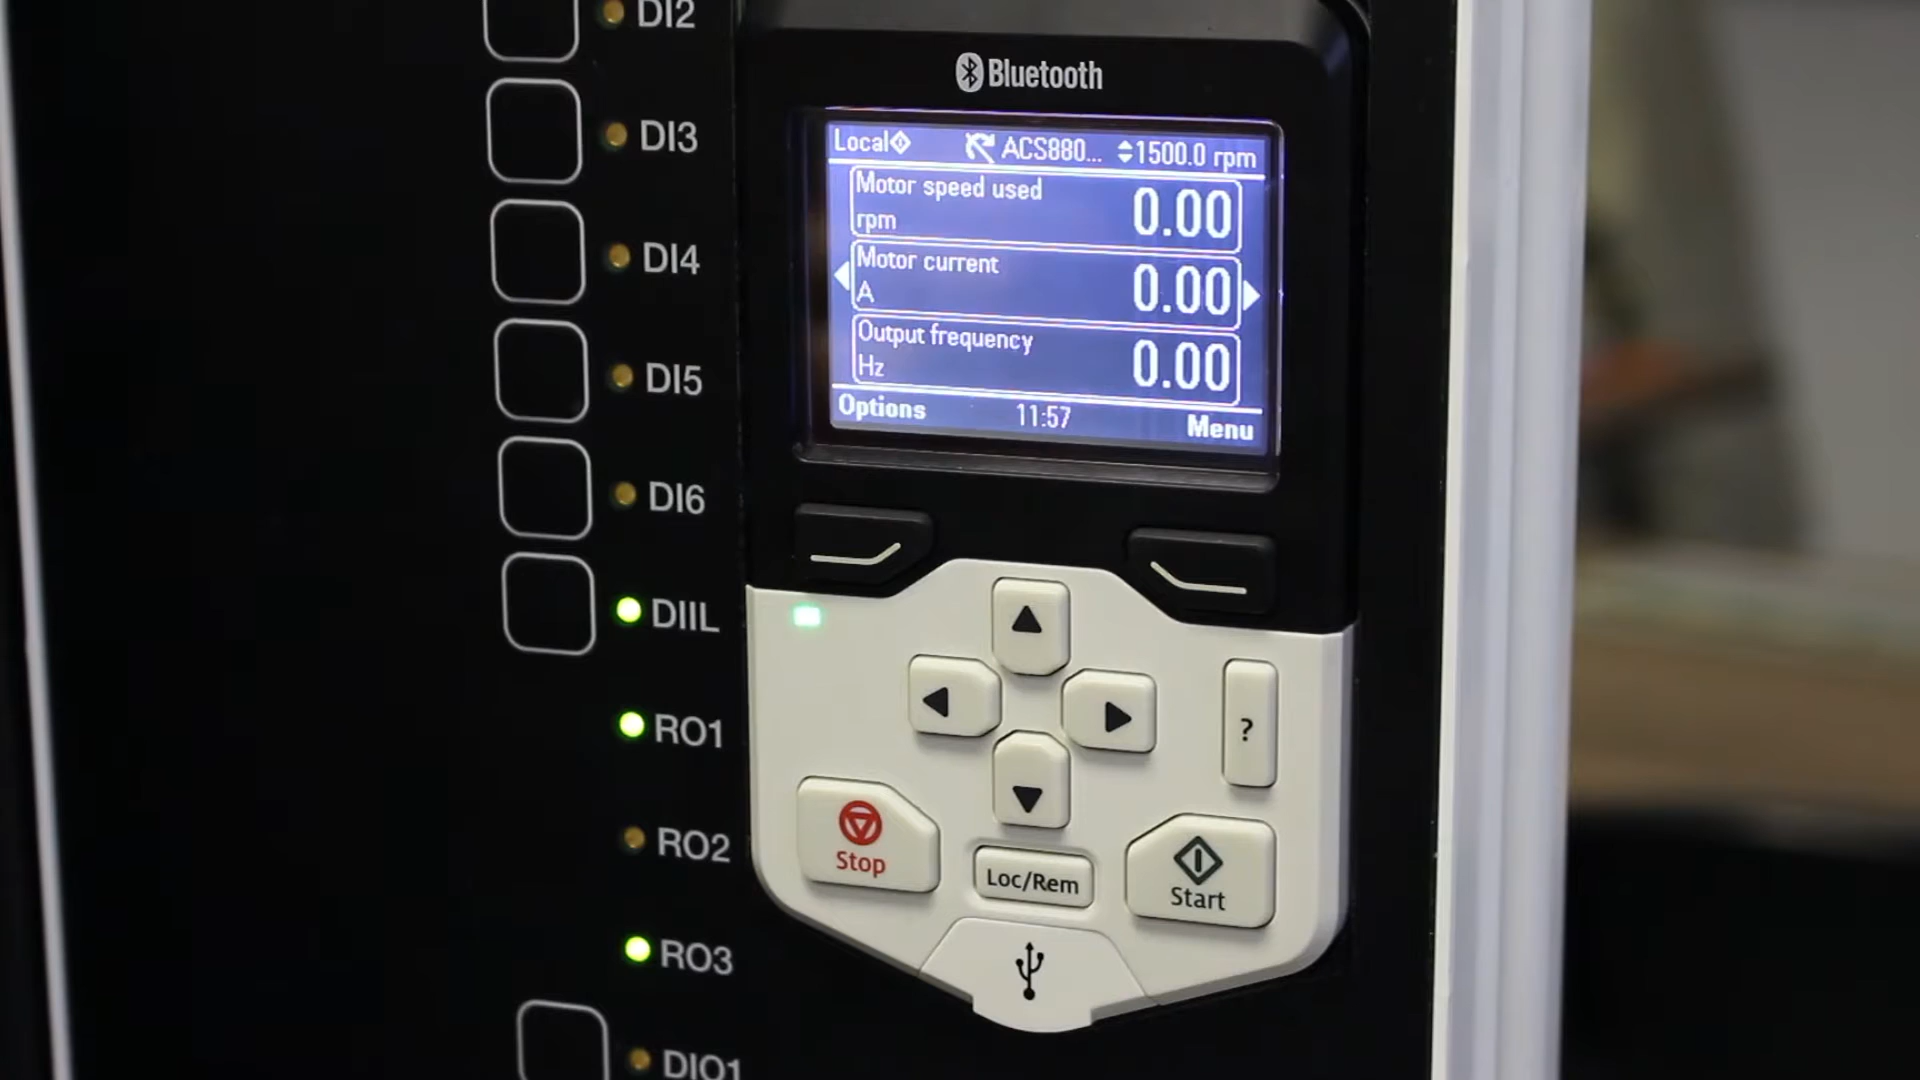 DI2
DI3
DI4
DI5
DI6
DIIL
RO1
RO2
RO3
DIO1
Bluetooth
Local ACS880... 1500.0 rpm
Motor speed used
rpm 0.00
Motor current
A 0.00
Output frequency
Hz 0.00
Options 11:57 Menu
?
Stop
Loc/Rem
Start